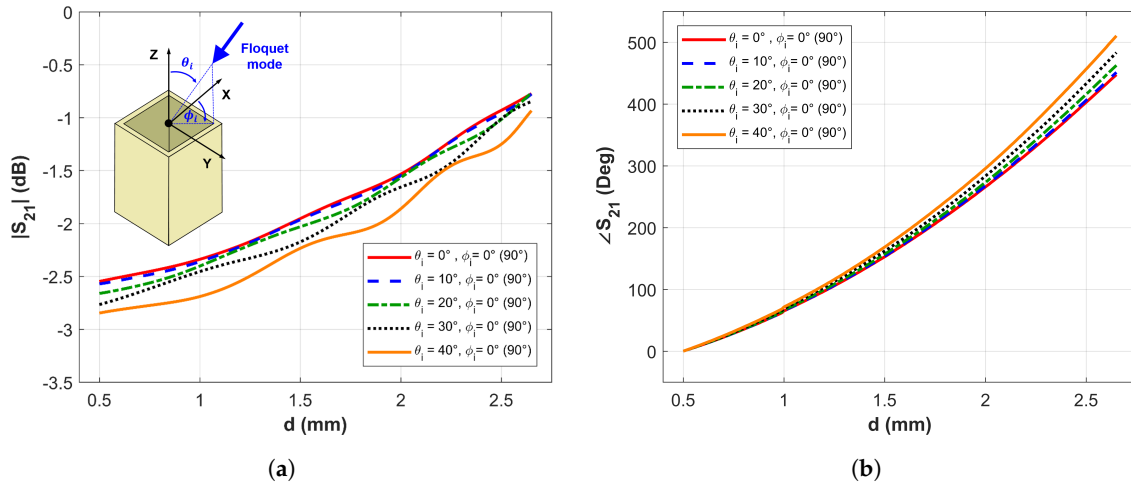 (a)
0
-0.5
-1
-1.5
-2
-2.5
-3
-3.5
|S21| (dB)
0.5 1 1.5 2 2.5
d (mm)
Z
θi
Floquet
mode
X
ϕi
Y
θi = 0° , ϕi= 0° (90°)
θi = 10°, ϕi= 0° (90°)
θi = 20°, ϕi= 0° (90°)
θi = 30°, ϕi= 0° (90°)
θi = 40°, ϕi= 0° (90°)
(a)
(b)
500
400
300
200
100
0
∠S21 (Deg)
0.5 1 1.5 2 2.5
d (mm)
θi = 0° , ϕi= 0° (90°)
θi = 10°, ϕi= 0° (90°)
θi = 20°, ϕi= 0° (90°)
θi = 30°, ϕi= 0° (90°)
θi = 40°, ϕi= 0° (90°)
(b)